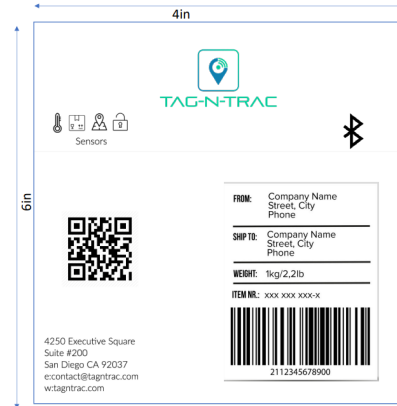 4in
6in
TAG-N-TRAC
Sensors
FROM: Company Name
Street, City
Phone
SHIP TO: Company Name
Street, City
Phone
WEIGHT: 1kg/2,2lb
ITEM NR.: xxx xxx xxx-x
2112345678900
4250 Executive Square
Suite #200
San Diego CA 92037
e:contact@tagntrac.com
w:tagntrac.com